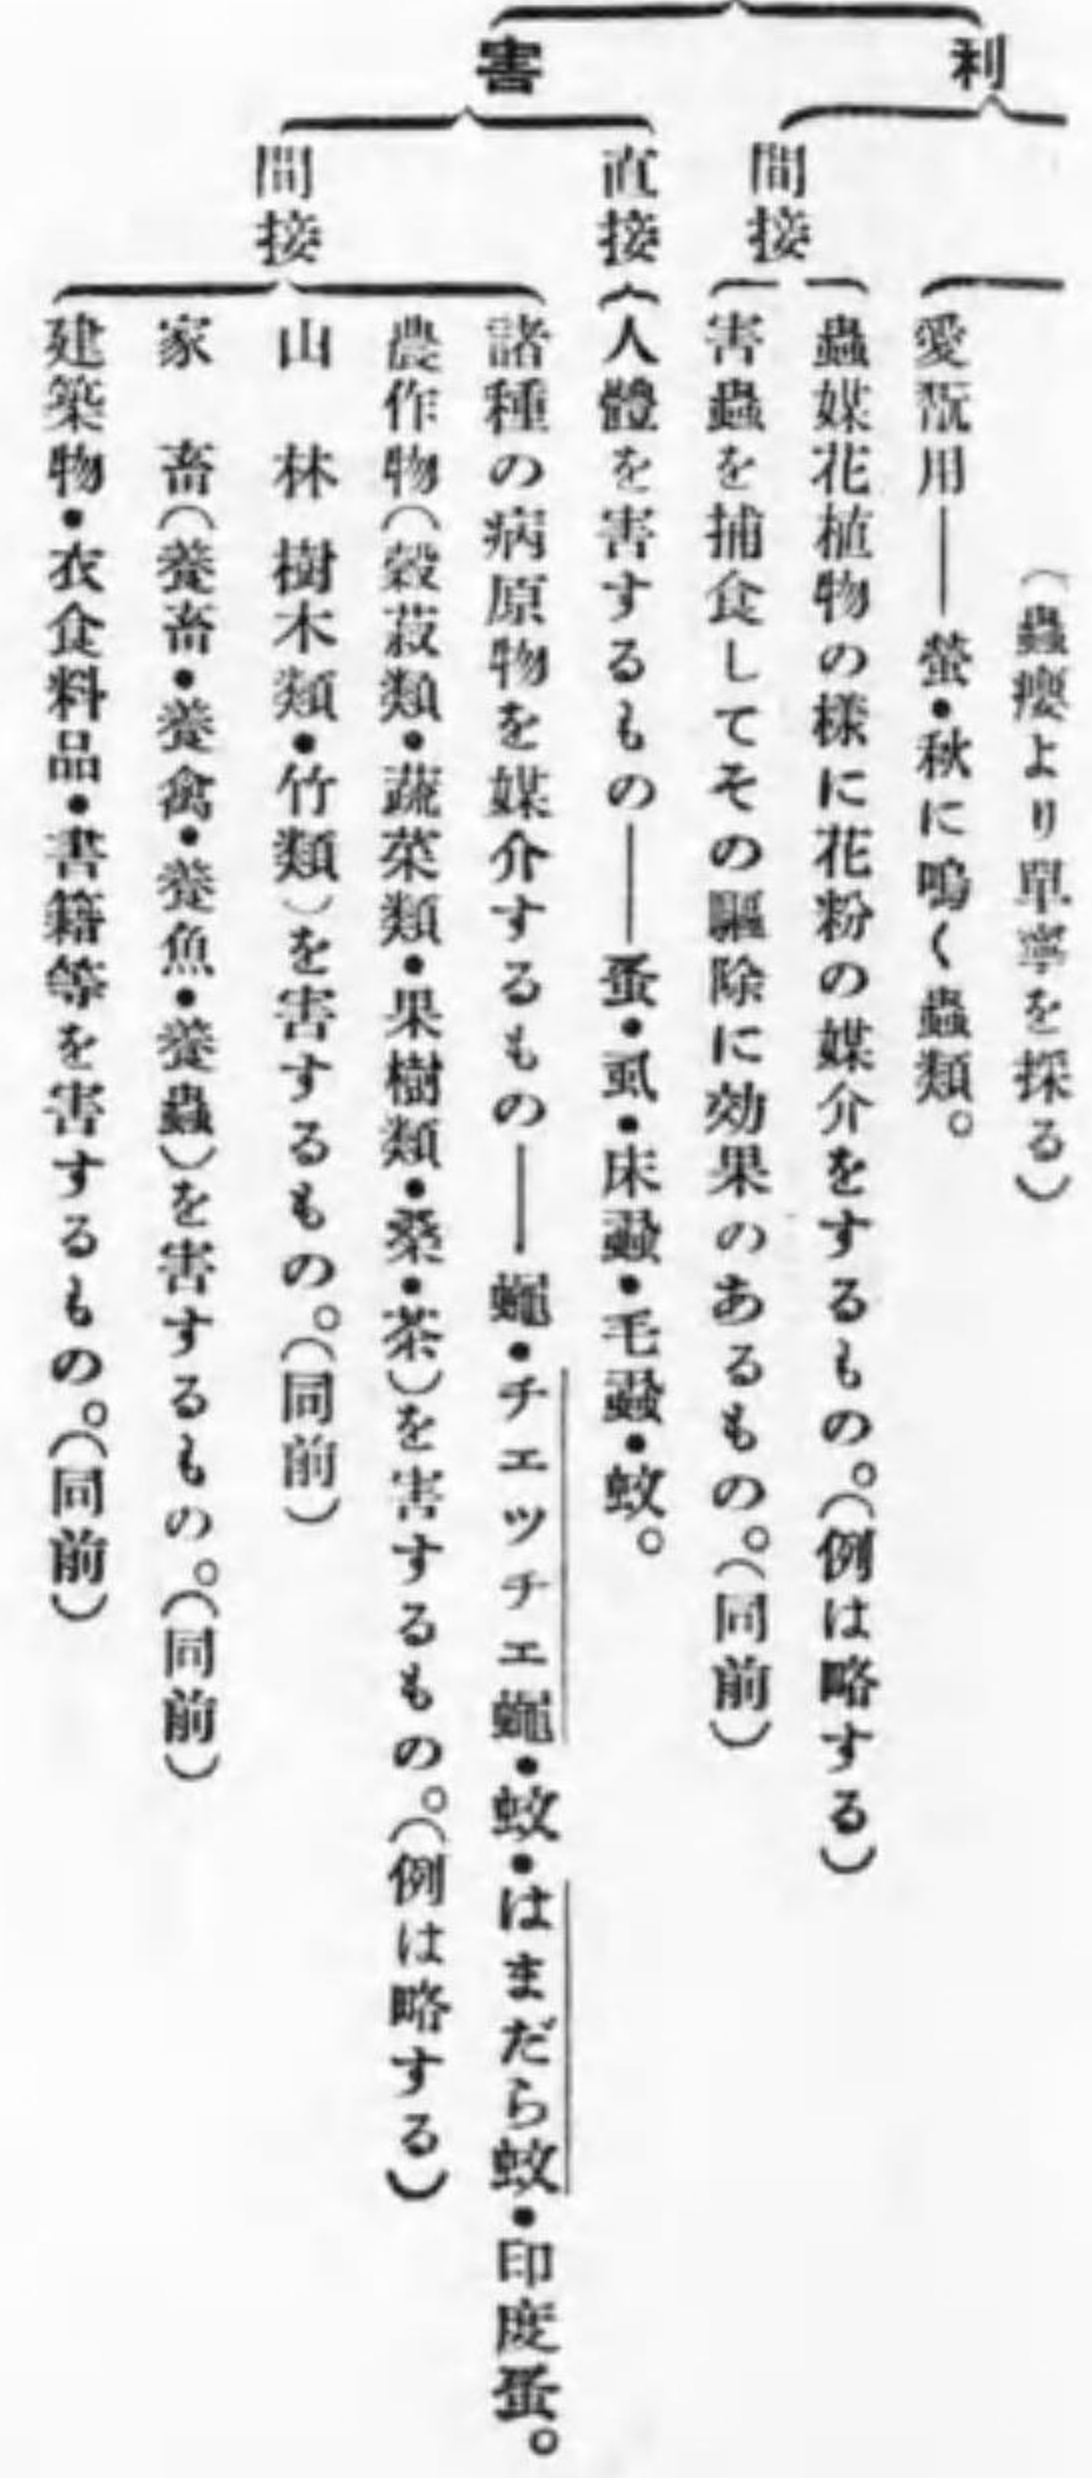 利
(蟲癭より單寧を採る)
愛翫用――螢・秋に鳴く蟲類。
間接
蟲媒花植物の樣に花粉の媒介をするもの。(例は略する)
害蟲を捕食してその驅除に効果のあるもの。(同前)
害
直接
人體を害するもの――蚤・虱・床蝨・毛蝨・蚊。
間接
諸種の病原物を媒介するもの――蠅・チェッチェ蠅・蚊・はまだら蚊・印度蚤。
農作物(穀菽類・蔬菜類・果樹類・桑・茶)を害するもの。(例は略する)
山林 樹木類・竹類)を害するもの。(同前)
家畜(養畜・養禽・養魚・養蟲)を害するもの。(同前)
建築物・衣食料品・書籍等を害するもの。(同前)